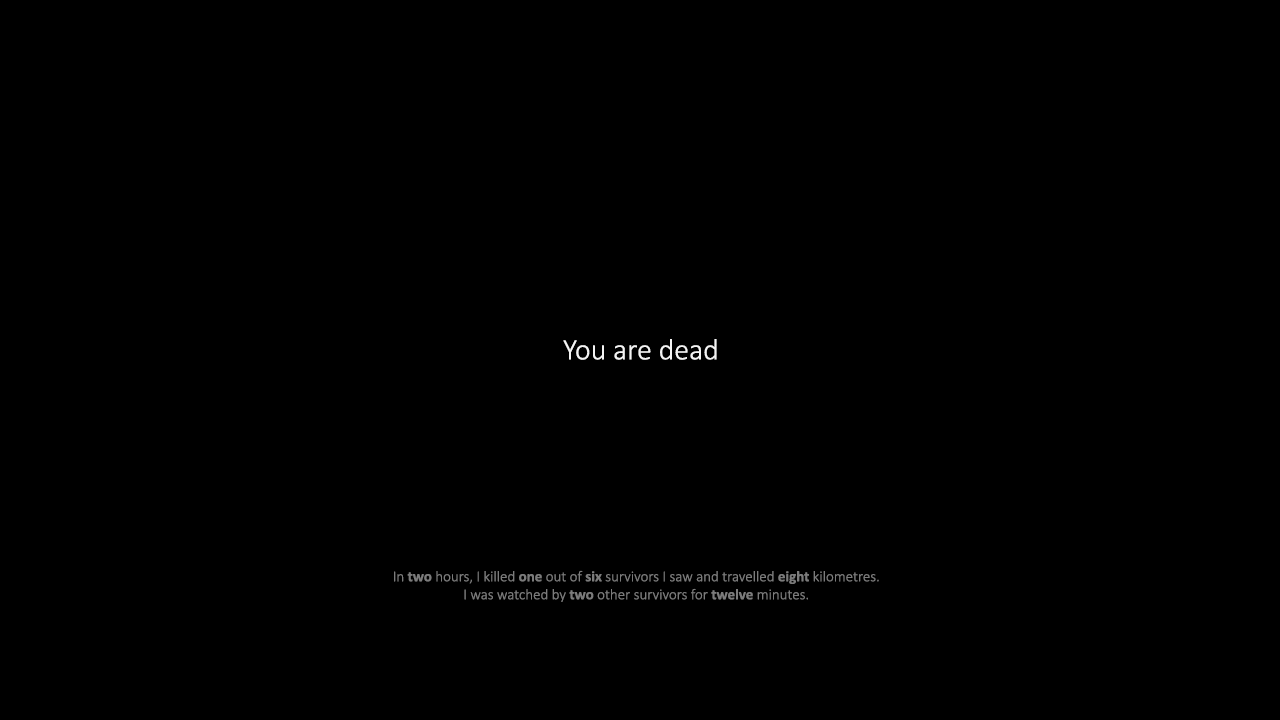 You are dead
In two hours, I killed one out of six survivors I saw and travelled eight kilometres.
I was watched by two other survivors for twelve minutes.